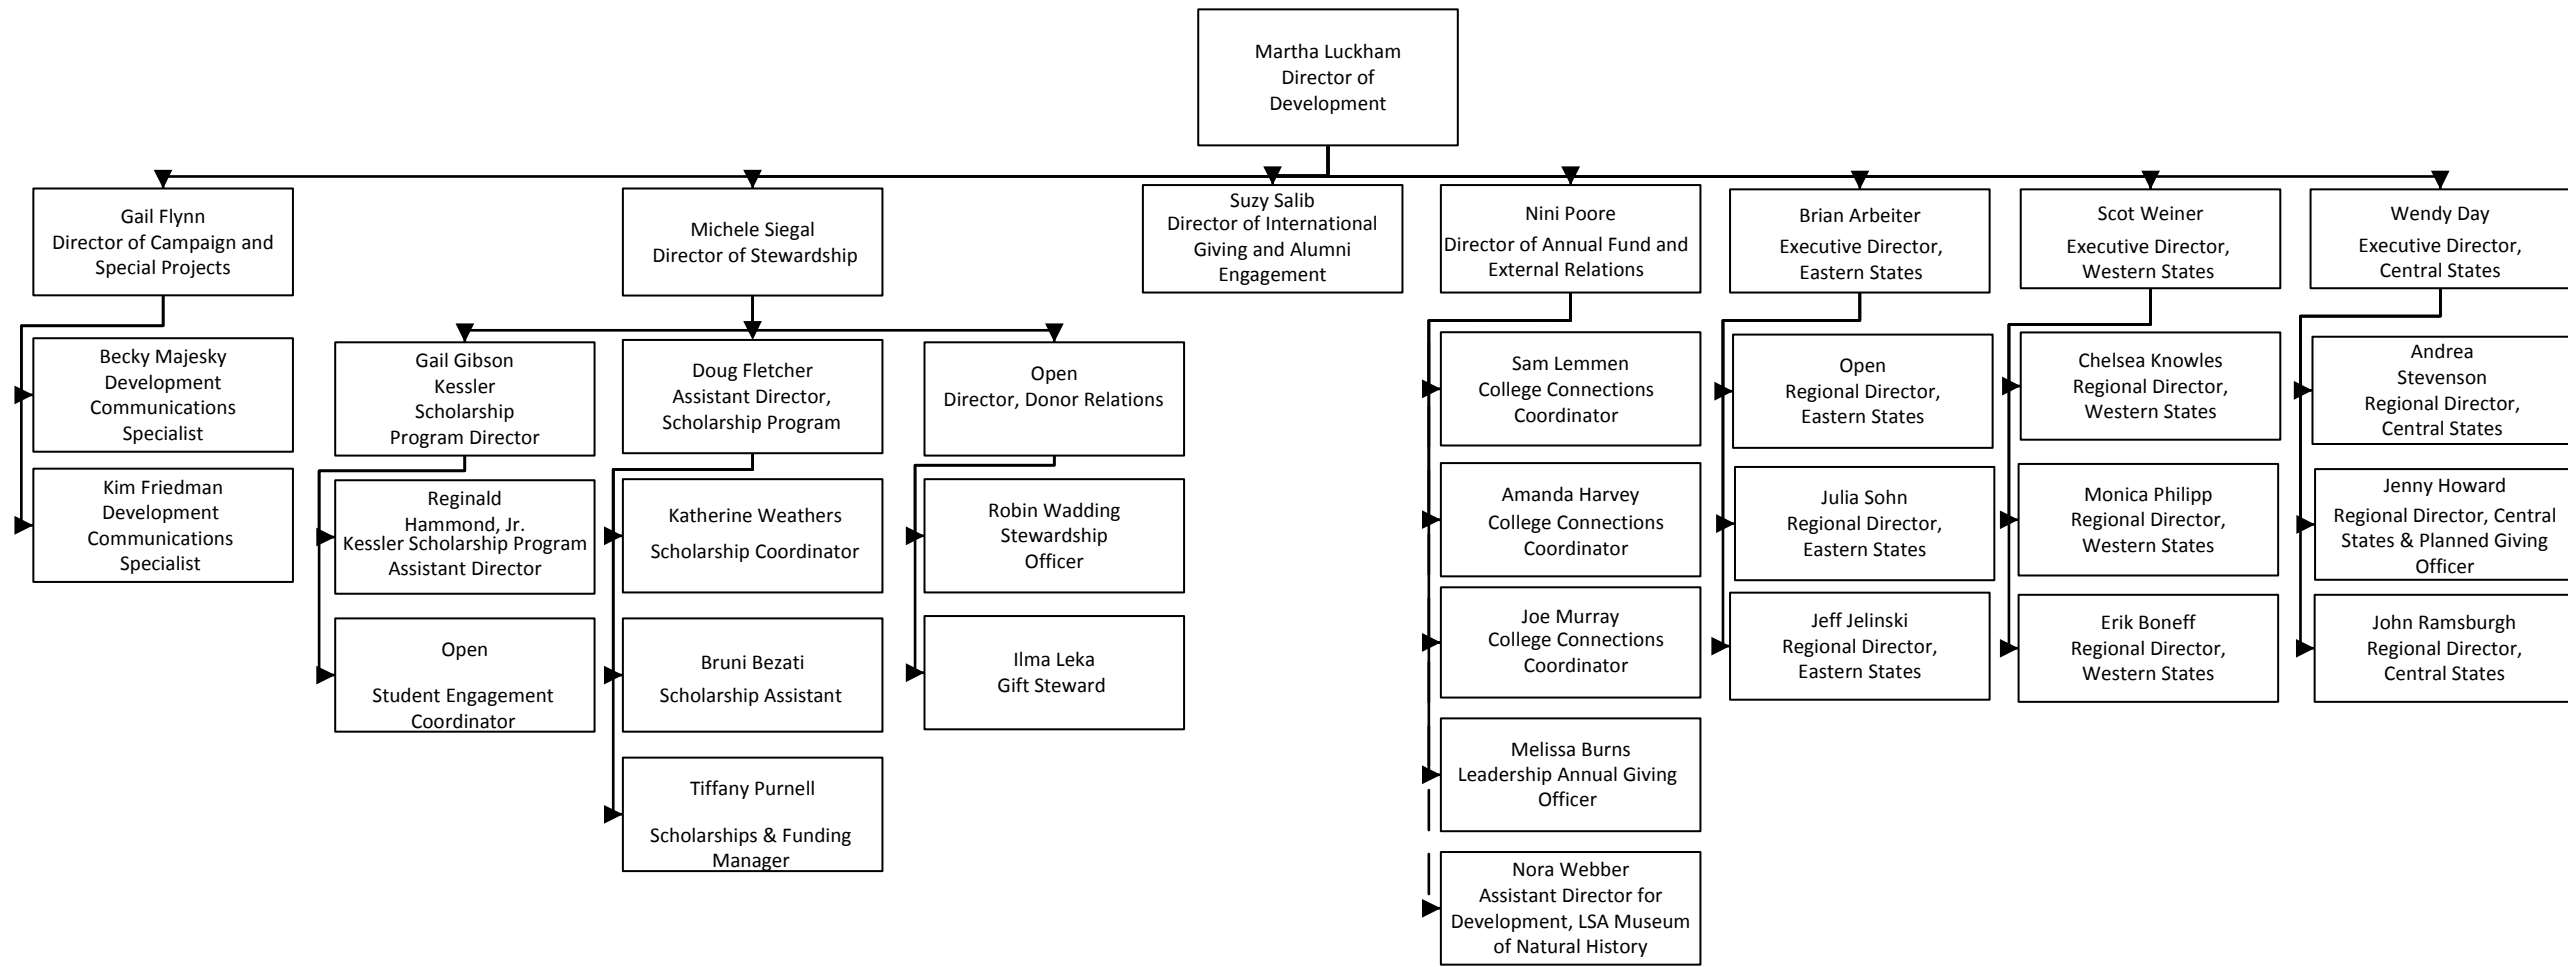 Martha Luckham
Director of
Development
Gail Flynn
Director of Campaign and
Special Projects
Michele Siegal
Director of Stewardship
Suzy Salib
Director of International
Giving and Alumni
Engagement
Nini Poore
Director of Annual Fund and
External Relations
Brian Arbeiter
Executive Director,
Eastern States
Scot Weiner
Executive Director,
Western States
Wendy Day
Executive Director,
Central States
Becky Majesky
Development
Communications
Specialist
Kim Friedman
Development
Communications
Specialist
Gail Gibson
Kessler
Scholarship
Program Director
Reginald
Hammond, Jr.
Kessler Scholarship Program
Assistant Director
Open
Student Engagement
Coordinator
Doug Fletcher
Assistant Director,
Scholarship Program
Katherine Weathers
Scholarship Coordinator
Bruni Bezati
Scholarship Assistant
Tiffany Purnell
Scholarships & Funding
Manager
Open
Director, Donor Relations
Robin Wadding
Stewardship
Officer
Ilma Leka
Gift Steward
Sam Lemmen
College Connections
Coordinator
Amanda Harvey
College Connections
Coordinator
Joe Murray
College Connections
Coordinator
Melissa Burns
Leadership Annual Giving
Officer
Nora Webber
Assistant Director for
Development, LSA Museum
of Natural History
Open
Regional Director,
Eastern States
Julia Sohn
Regional Director,
Eastern States
Jeff Jelinski
Regional Director,
Eastern States
Chelsea Knowles
Regional Director,
Western States
Monica Philipp
Regional Director,
Western States
Erik Boneff
Regional Director,
Western States
Andrea
Stevenson
Regional Director,
Central States
Jenny Howard
Regional Director, Central
States & Planned Giving
Officer
John Ramsburgh
Regional Director,
Central States